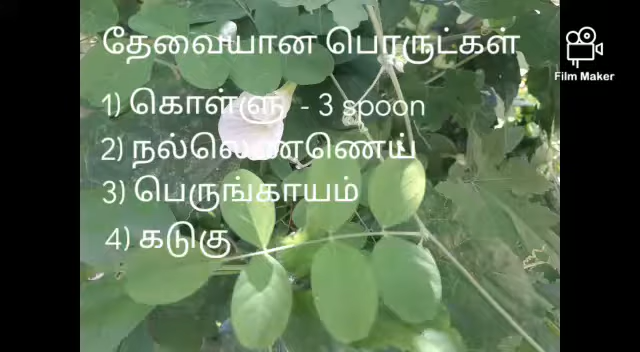 தேவையான பொருட்கள்
1) கொள்ளு - 3 spoon
2) நல்லெண்ணெய்
3) பெருங்காயம்
4) கடுகு
Film Maker